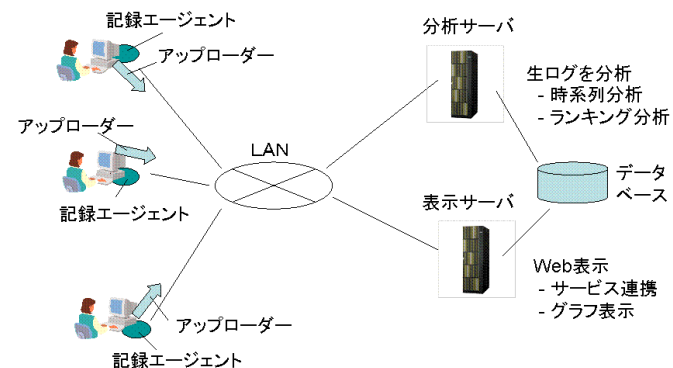 記録エージェント
アップローダー
アップローダー
記録エージェント
アップローダー
記録エージェント
LAN
分析サーバ
生ログを分析
- 時系列分析
- ランキング分析
データ
ベース
表示サーバ
Web表示
- サービス連携
- グラフ表示